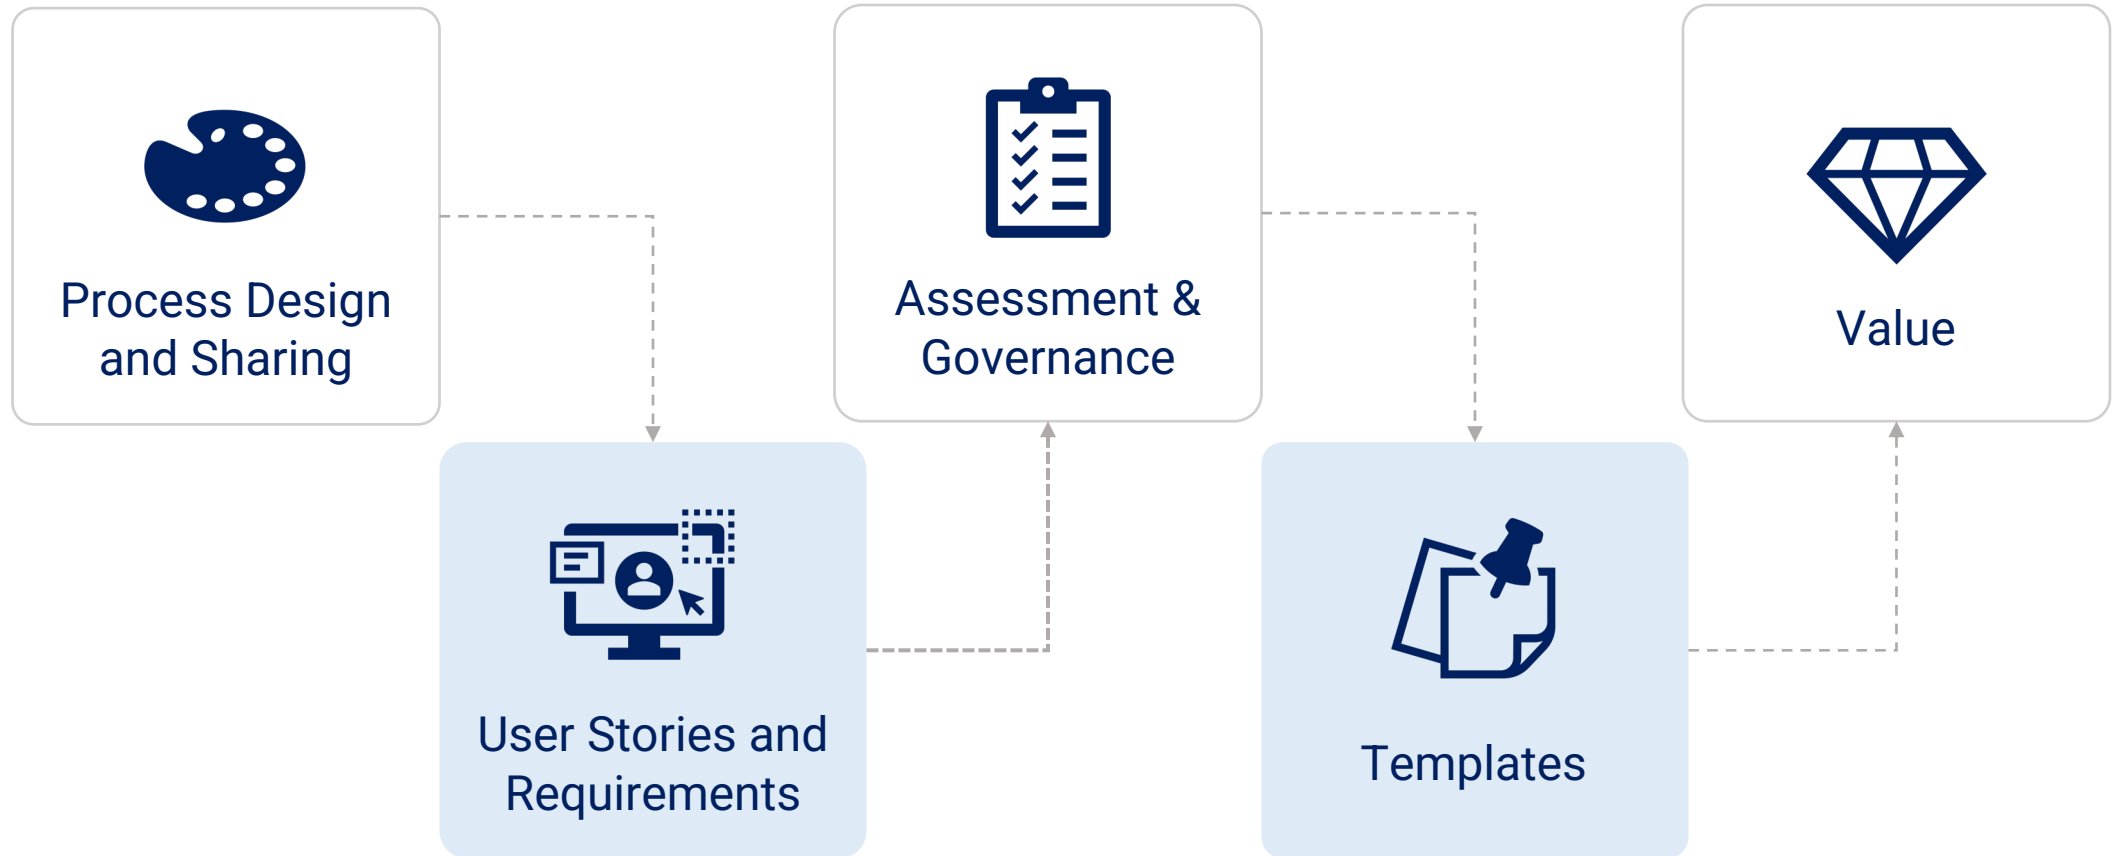 Process Design
and Sharing
User Stories and
Requirements
Assessment &
Governance
Templates
Value